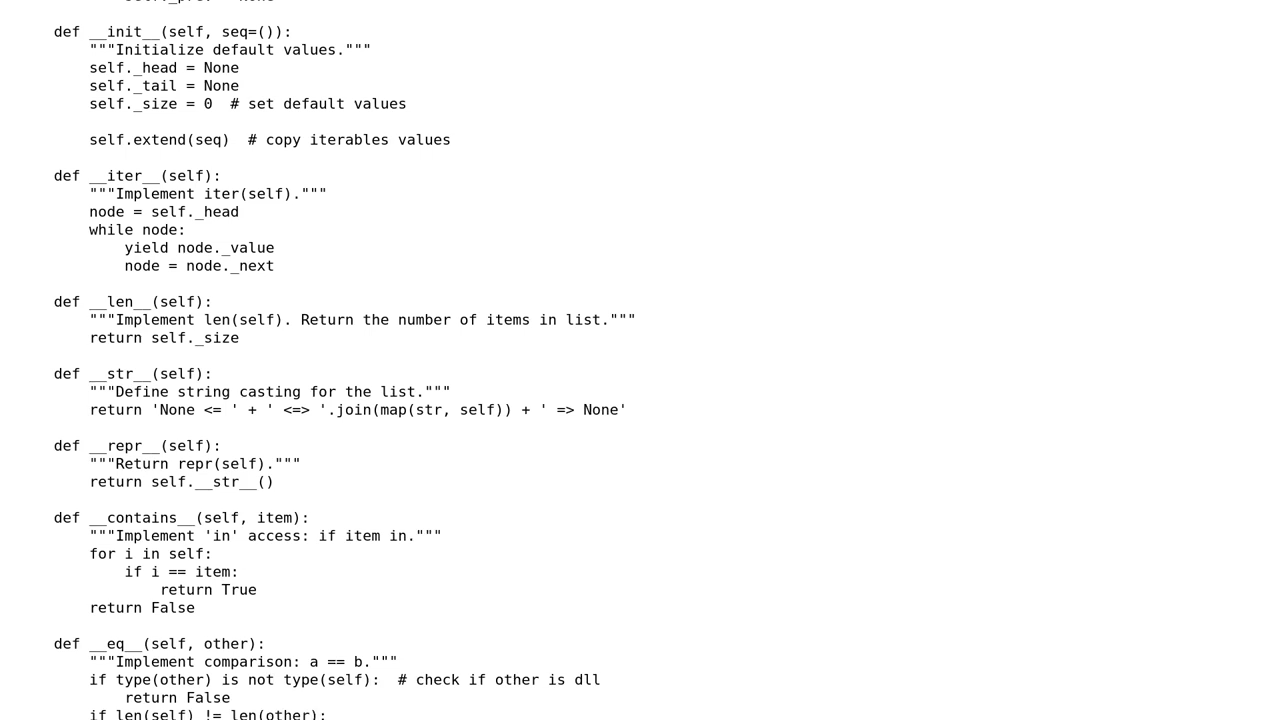 def __init__(self, seq=()):
"""Initialize default values."""
self._head = None
self._tail = None
self._size = 0  # set default values
self.extend(seq)  # copy iterables values
def __iter__(self):
"""Implement iter(self)."""
node = self._head
while node:
yield node._value
node = node._next
def __len__(self):
"""Implement len(self). Return the number of items in list."""
return self._size
def __str__(self):
"""Define string casting for the list."""
return 'None <= ' + ' <=> '.join(map(str, self)) + ' => None'
def __repr__(self):
"""Return repr(self)."""
return self.__str__()
def __contains__(self, item):
"""Implement 'in' access: if item in."""
for i in self:
if i == item:
return True
return False
def __eq__(self, other):
"""Implement comparison: a == b."""
if type(other) is not type(self):  # check if other is dll
return False
if len(self) != len(other):